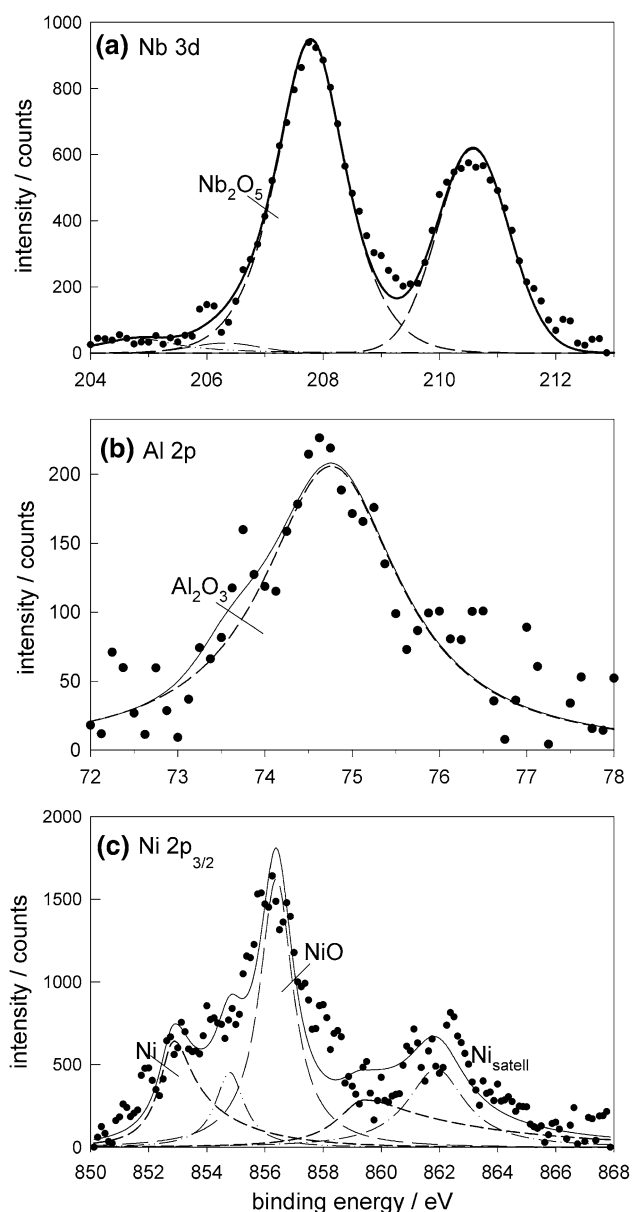 (a) Nb 3d
1000
800
600
400
200
0
intensity / counts
Nb₂O₅
204 206 208 210 212
(b) Al 2p
200
150
100
50
0
intensity / counts
Al₂O₃
72 73 74 75 76 77 78
(c) Ni 2p₃/₂
2000
1500
1000
500
0
intensity / counts
Ni
NiO
Ni satell
850 852 854 856 858 860 862 864 866 868
binding energy / eV